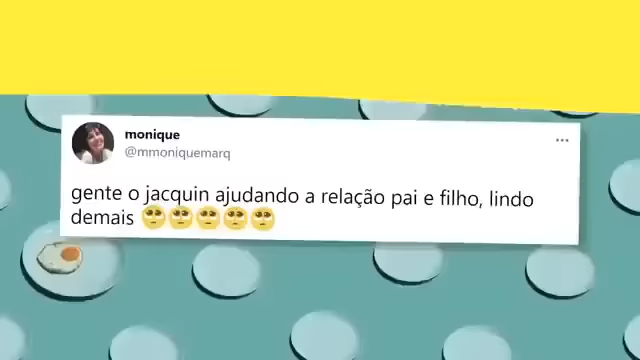 monique
@mmoniquemarq
gente o jacquin ajudando a relação pai e filho, lindo
demais 🥺🥺🥺🥺🥺